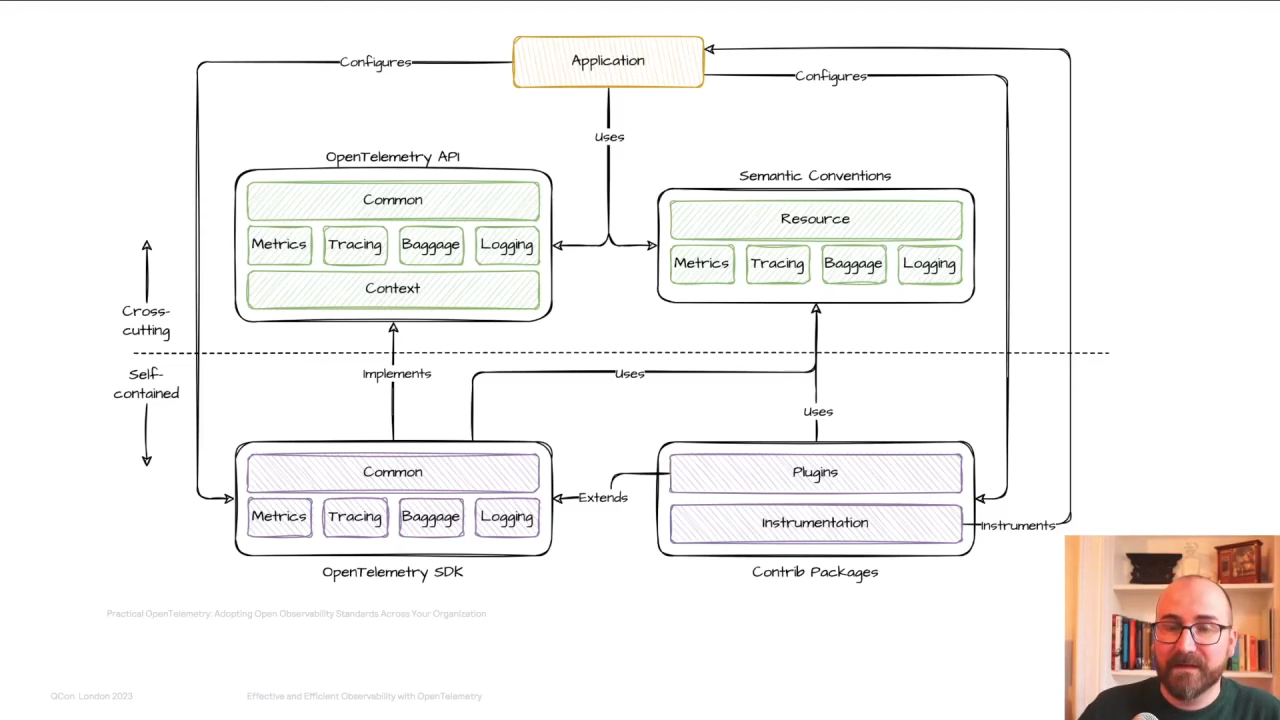 Application
Configures
Configures
Uses
OpenTelemetry API
Common
Metrics Tracing Baggage Logging
Context
Semantic Conventions
Resource
Metrics Tracing Baggage Logging
Cross-
cutting
Self-
contained
Implements
Uses
Uses
Common
Metrics Tracing Baggage Logging
OpenTelemetry SDK
Extends
Plugins
Instrumentation
Instruments
Contrib Packages
Practical OpenTelemetry: Adopting Open Observability Standards Across Your Organization
QCon London 2023
Effective and Efficient Observability with OpenTelemetry